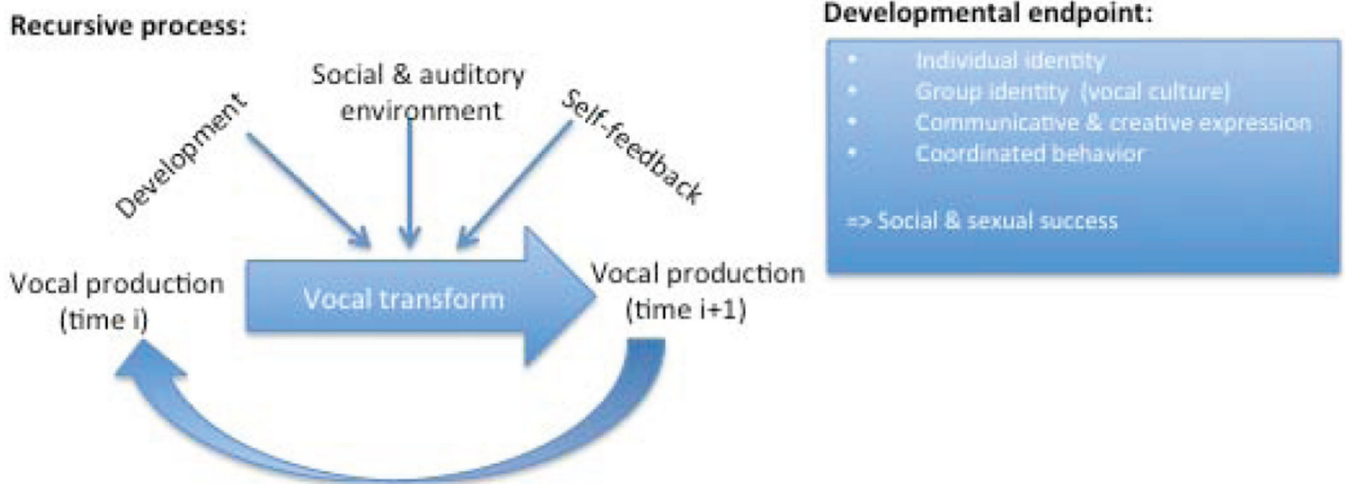 Recursive process:
Development
Social & auditory
environment
Self-feedback
Vocal production
(time i)
Vocal transform
Vocal production
(time i+1)
Developmental endpoint:
• Individual identity
• Group identity (vocal culture)
• Communicative & creative expression
• Coordinated behavior
=> Social & sexual success